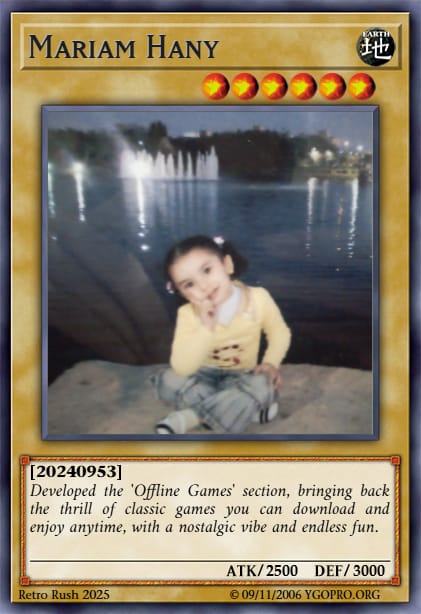 Mariam Hany
EARTH
地
[20240953]
Developed the 'Offline Games' section, bringing back
the thrill of classic games you can download and
enjoy anytime, with a nostalgic vibe and endless fun.
ATK/2500 DEF/3000
Retro Rush 2025 © 09/11/2006 YGOPRO.ORG